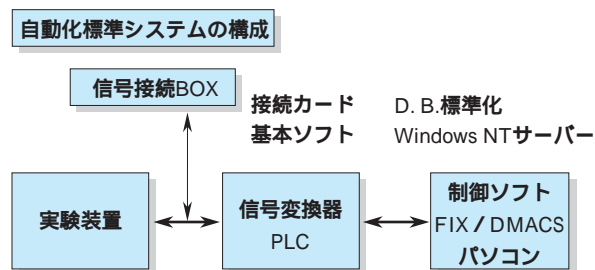 自動化標準システムの構成
信号接続BOX
接続カード D. B.標準化
基本ソフト Windows NTサーバー
実験装置
信号変換器
PLC
制御ソフト
FIX/DMACS
パソコン